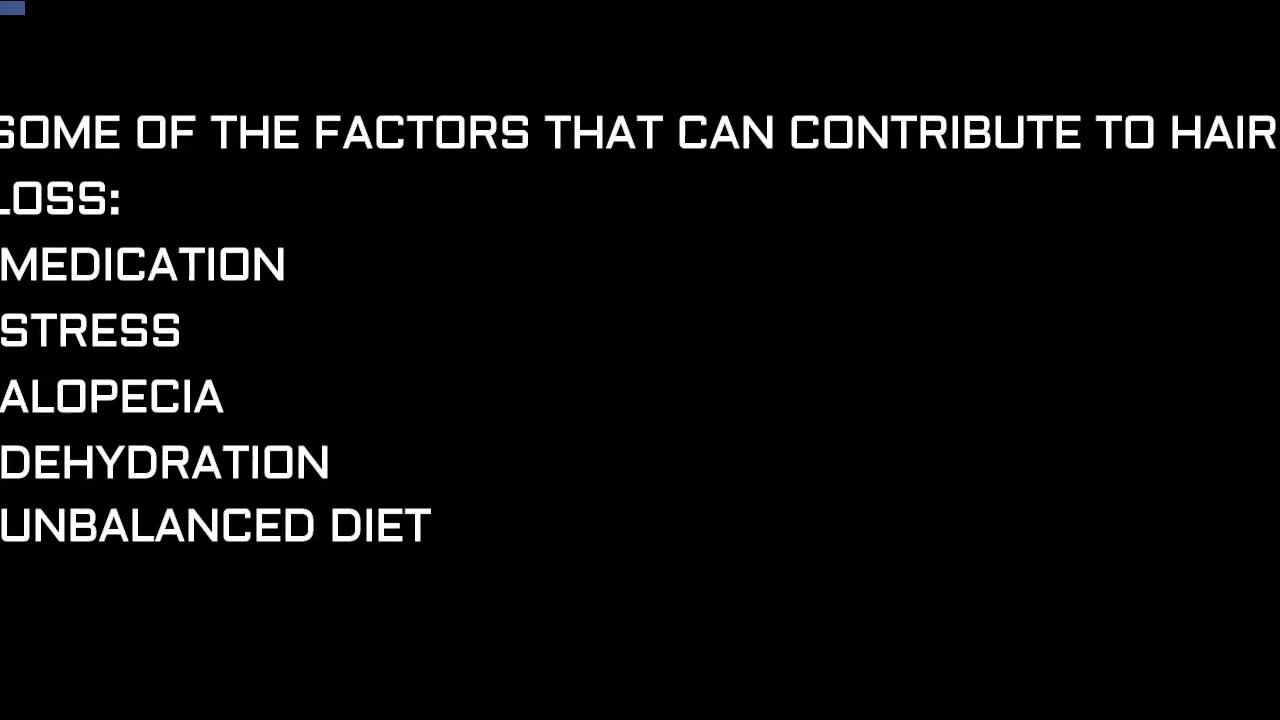 SOME OF THE FACTORS THAT CAN CONTRIBUTE TO HAIR
LOSS:
MEDICATION
STRESS
ALOPECIA
DEHYDRATION
UNBALANCED DIET